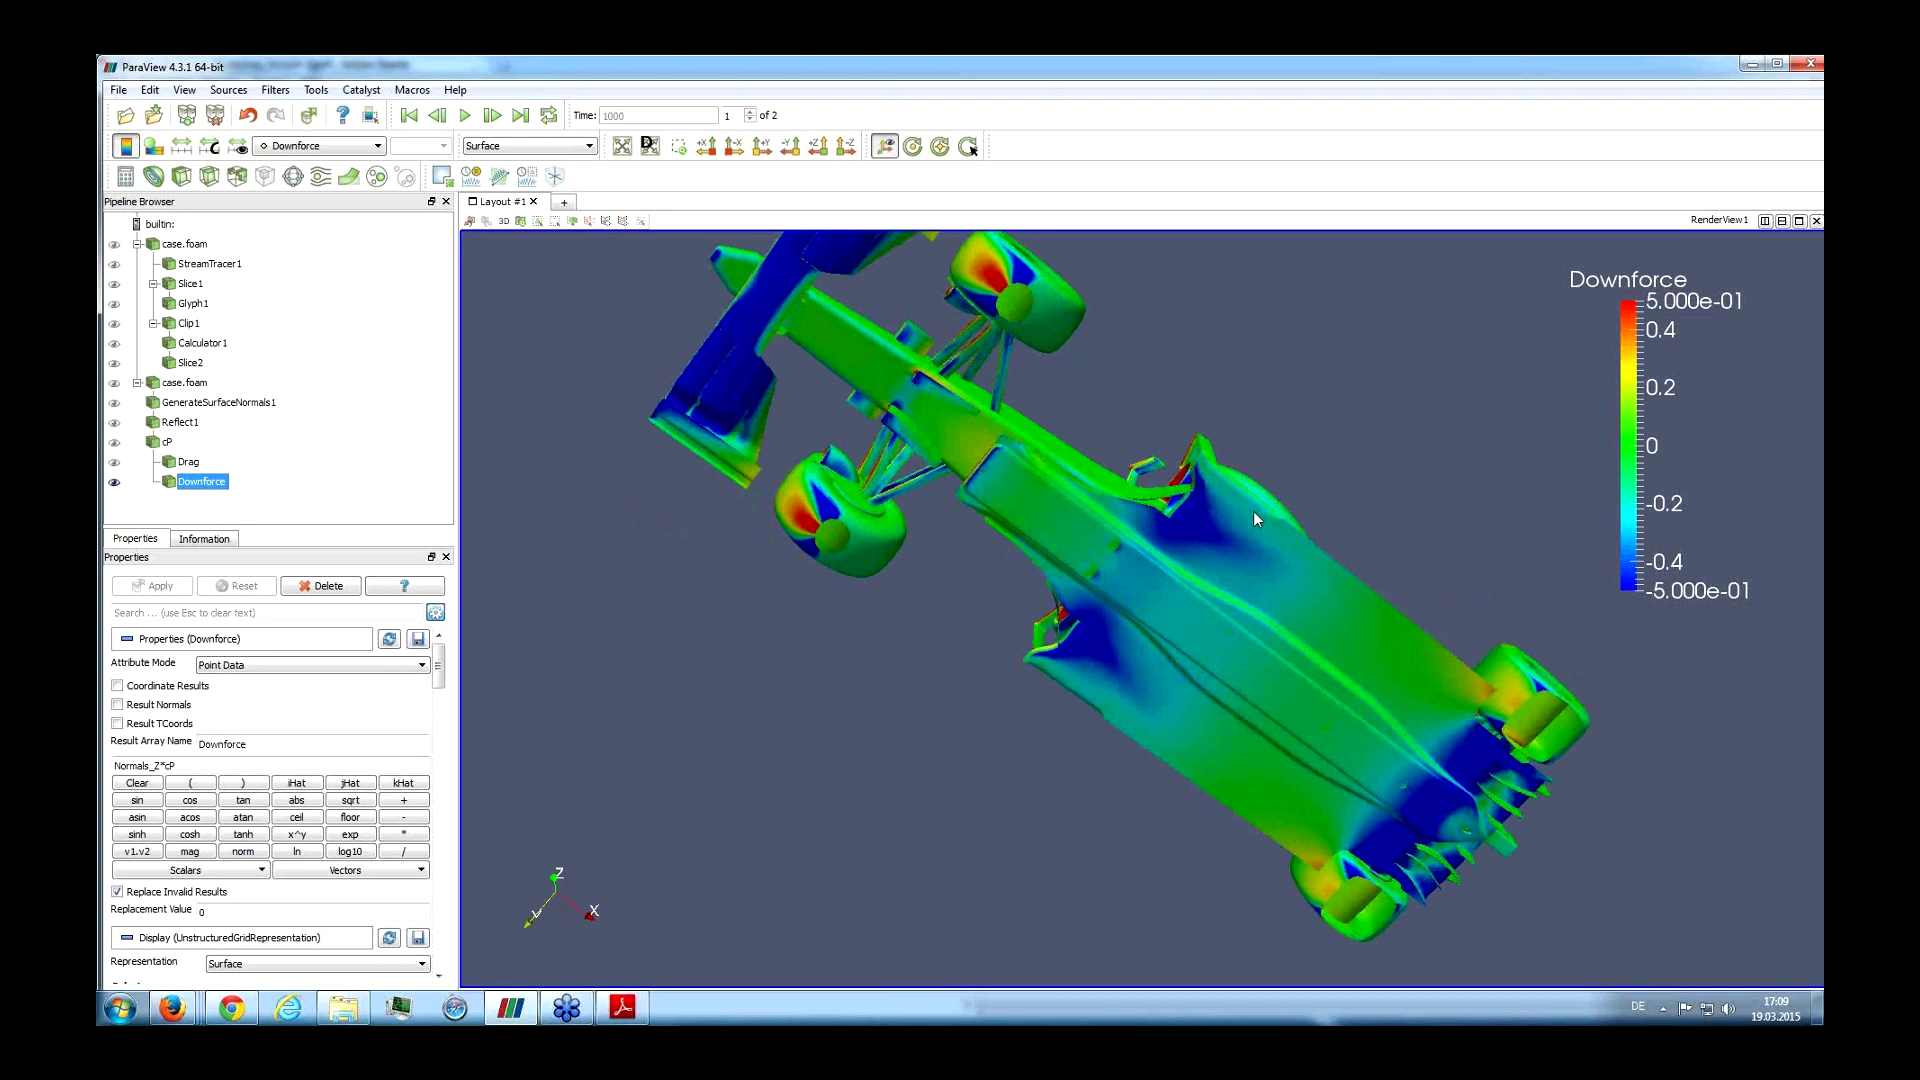 ParaView 4.3.1 64-bit
File Edit View Sources Filters Tools Catalyst Macros Help
Time: 1000 1 of 2
Downforce Surface
+X -X +Y -Y +Z -Z
Pipeline Browser
Layout #1
3D
RenderView1
builtin:
case.foam
StreamTracer1
Slice1
Glyph1
Clip1
Calculator1
Slice2
case.foam
GenerateSurfaceNormals1
Reflect1
cP
Drag
Downforce
Properties Information
Properties
Apply Reset Delete ?
Search ... (use Esc to clear text)
Properties (Downforce)
Attribute Mode Point Data
Coordinate Results
Result Normals
Result TCoords
Result Array Name Downforce
Normals_Z*cP
Clear ( ) iHat jHat kHat
sin cos tan abs sqrt +
asin acos atan ceil floor -
sinh cosh tanh x^y exp *
v1.v2 mag norm ln log10 /
Scalars Vectors
Replace Invalid Results
Replacement Value 0
Display (UnstructuredGridRepresentation)
Representation Surface
Downforce
5.000e-01
0.4
0.2
0
-0.2
-0.4
-5.000e-01
Z
Y
X
DE
17:09
19.03.2015